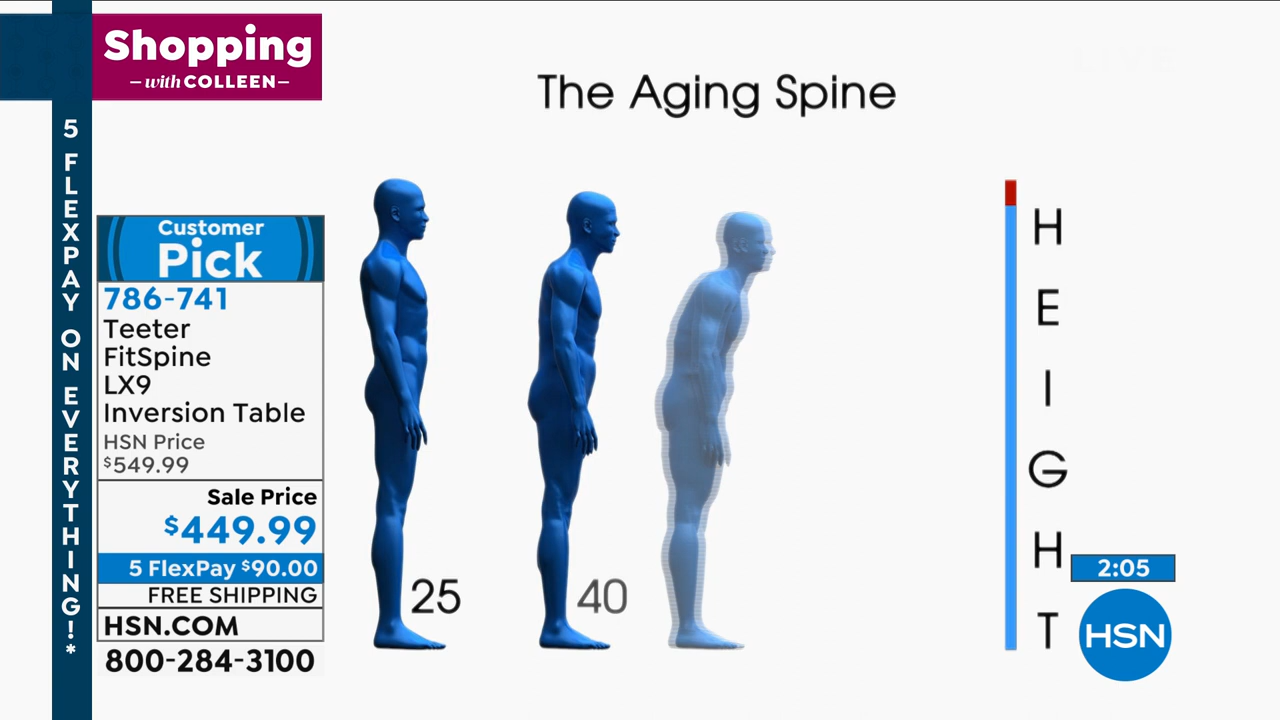 Shopping
–with COLLEEN–
5 FLEXPAY ON EVERYTHING!*
Customer
Pick
786-741
Teeter
FitSpine
LX9
Inversion Table
HSN Price
$549.99
Sale Price
$449.99
5 FlexPay $90.00
FREE SHIPPING
HSN.COM
800-284-3100
The Aging Spine
25
40
HEIGHT
LIVE
2:05
HSN